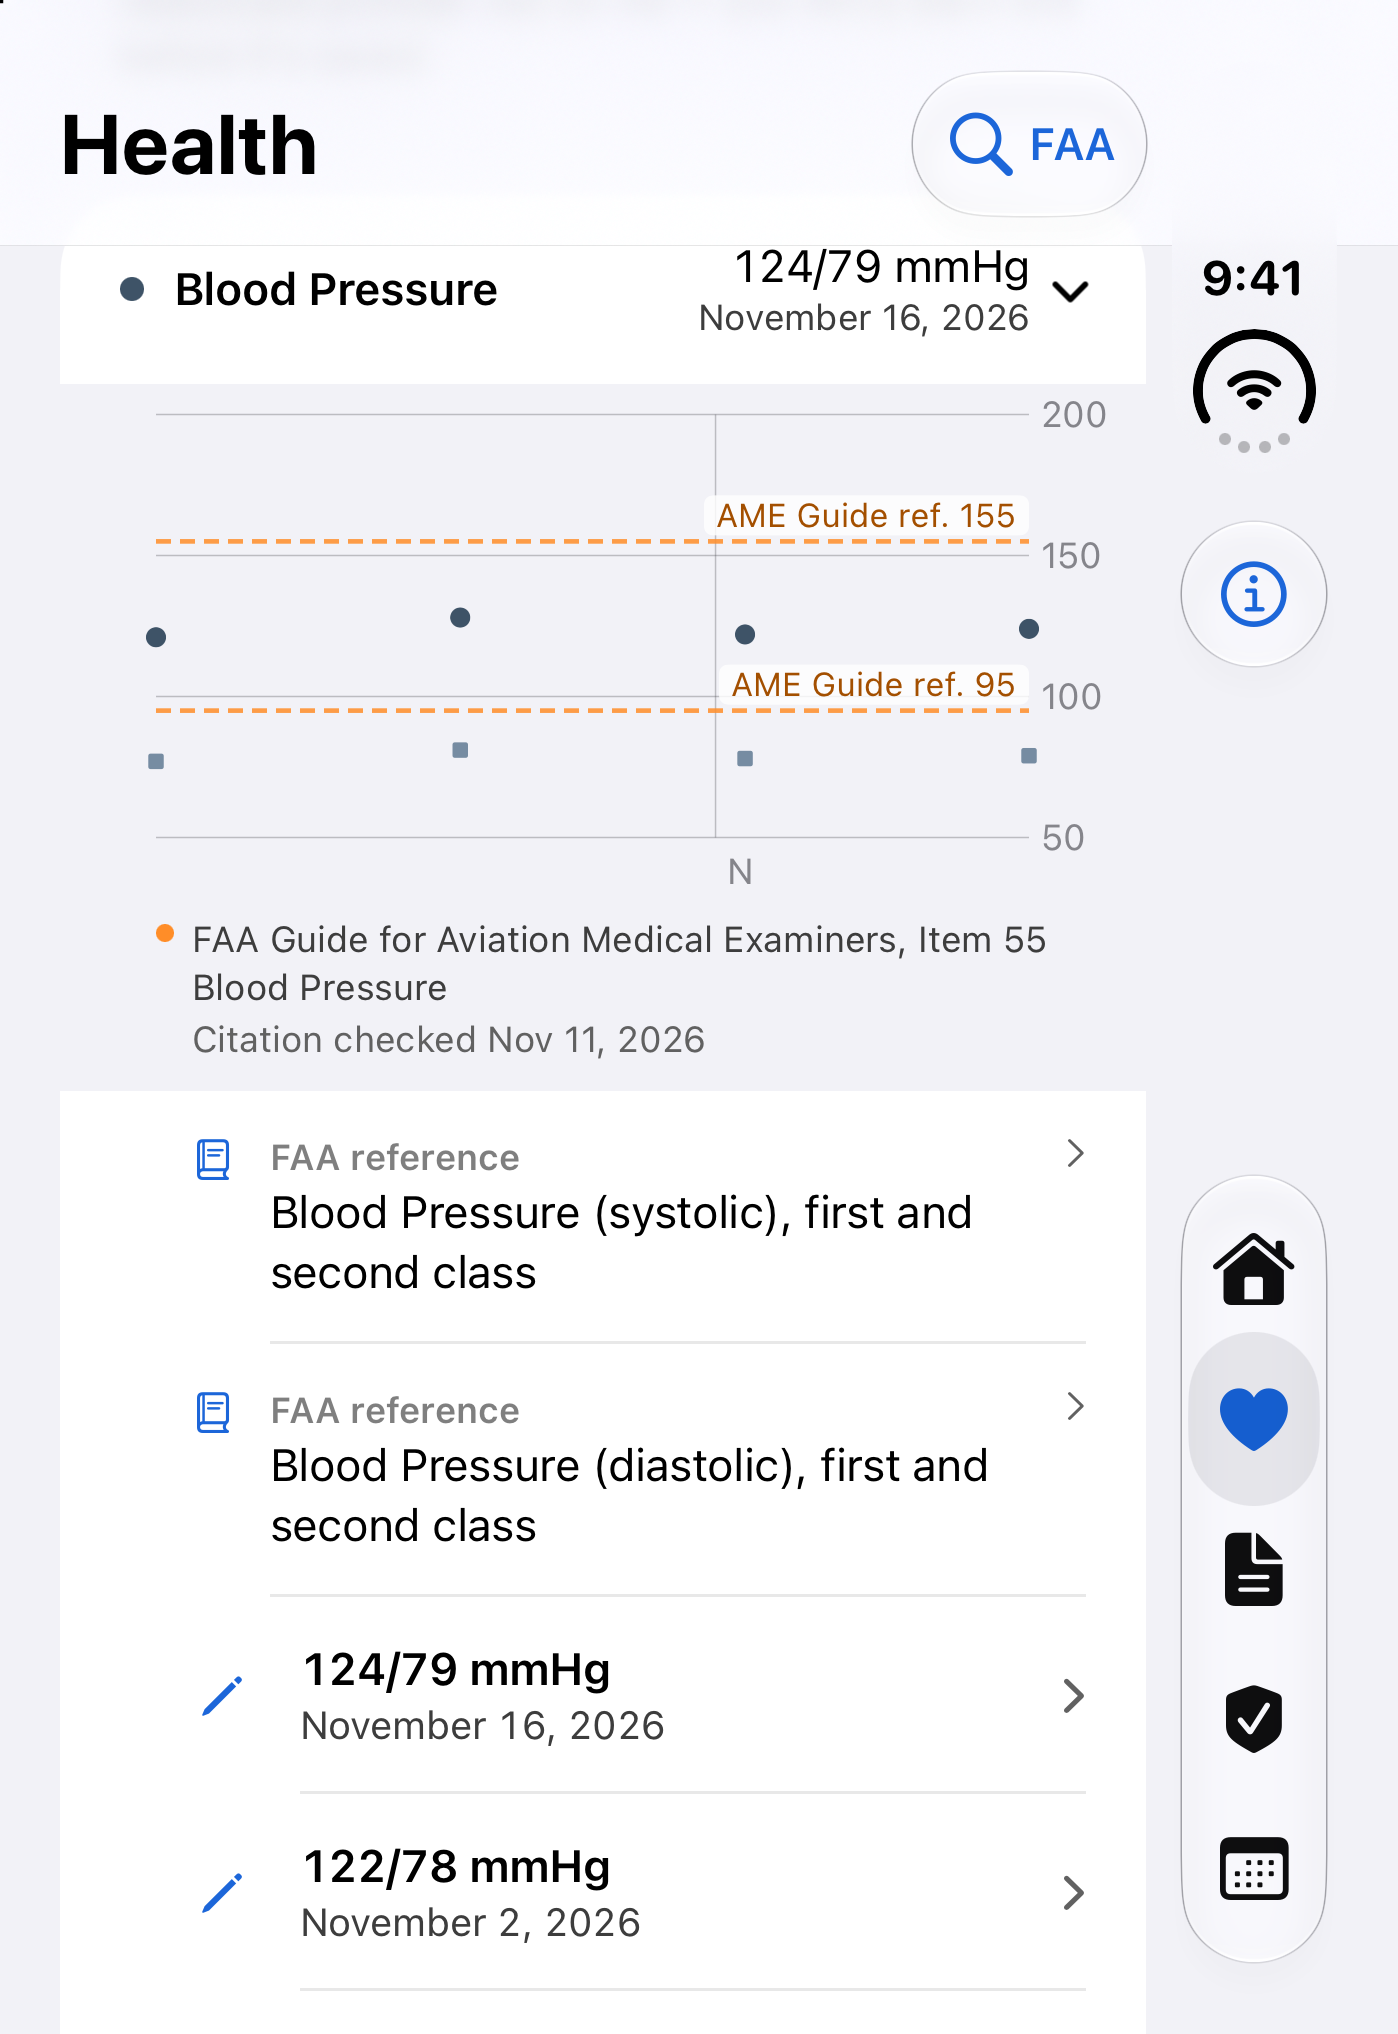 Health
FAA
9:41
Blood Pressure
124/79 mmHg
November 16, 2026
200
AME Guide ref. 155
150
AME Guide ref. 95
100
50
N
FAA Guide for Aviation Medical Examiners, Item 55
Blood Pressure
Citation checked Nov 11, 2026
FAA reference
Blood Pressure (systolic), first and
second class
FAA reference
Blood Pressure (diastolic), first and
second class
124/79 mmHg
November 16, 2026
122/78 mmHg
November 2, 2026